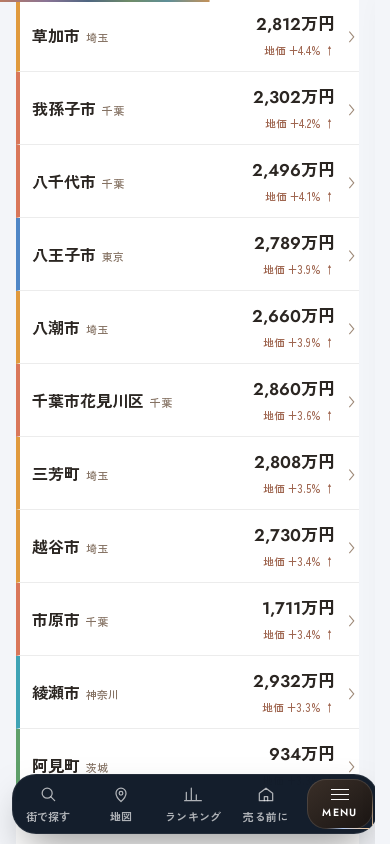 草加市 埼玉 2,812万円
地価 +4.4% ↑
我孫子市 千葉 2,302万円
地価 +4.2% ↑
八千代市 千葉 2,496万円
地価 +4.1% ↑
八王子市 東京 2,789万円
地価 +3.9% ↑
八潮市 埼玉 2,660万円
地価 +3.9% ↑
千葉市花見川区 千葉 2,860万円
地価 +3.6% ↑
三芳町 埼玉 2,808万円
地価 +3.5% ↑
越谷市 埼玉 2,730万円
地価 +3.4% ↑
市原市 千葉 1,711万円
地価 +3.4% ↑
綾瀬市 神奈川 2,932万円
地価 +3.3% ↑
阿見町 茨城 934万円
街で探す 地図 ランキング 売る前に MENU